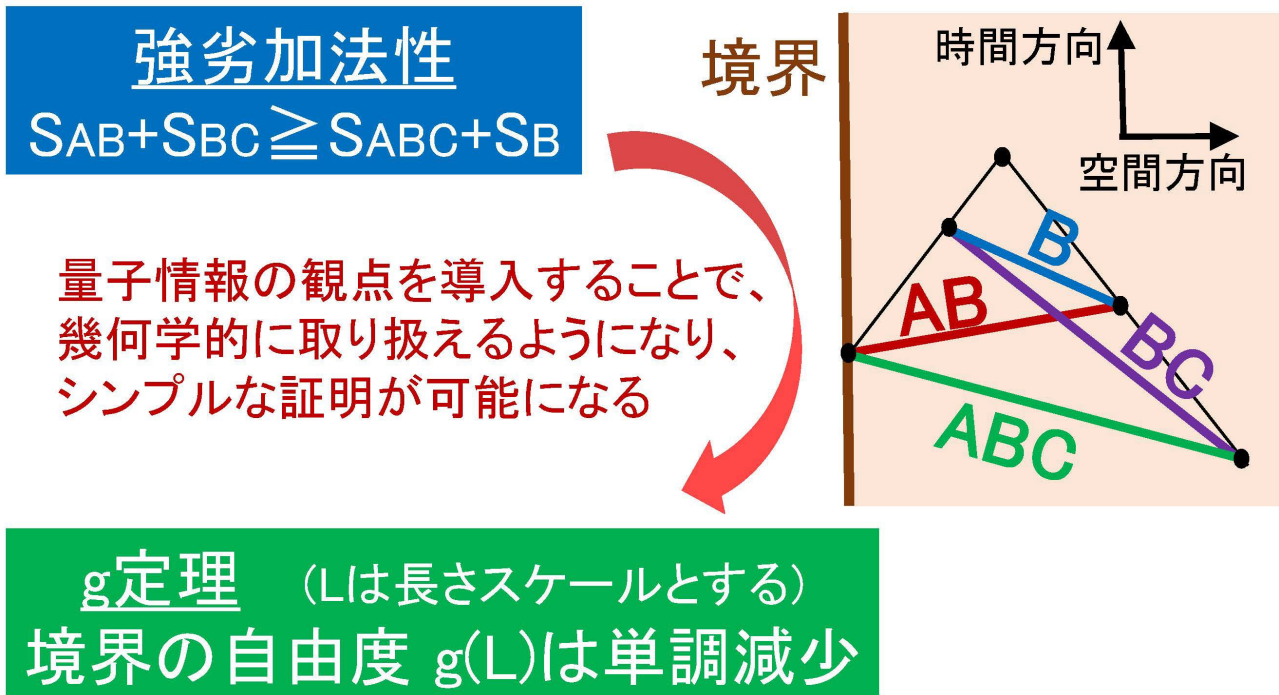 強劣加法性
SAB+SBC≧SABC+SB
境界
時間方向
空間方向
量子情報の観点を導入することで、
幾何学的に取り扱えるようになり、
シンプルな証明が可能になる
B
AB
BC
ABC
g定理 (Lは長さスケールとする)
境界の自由度 g(L)は単調減少